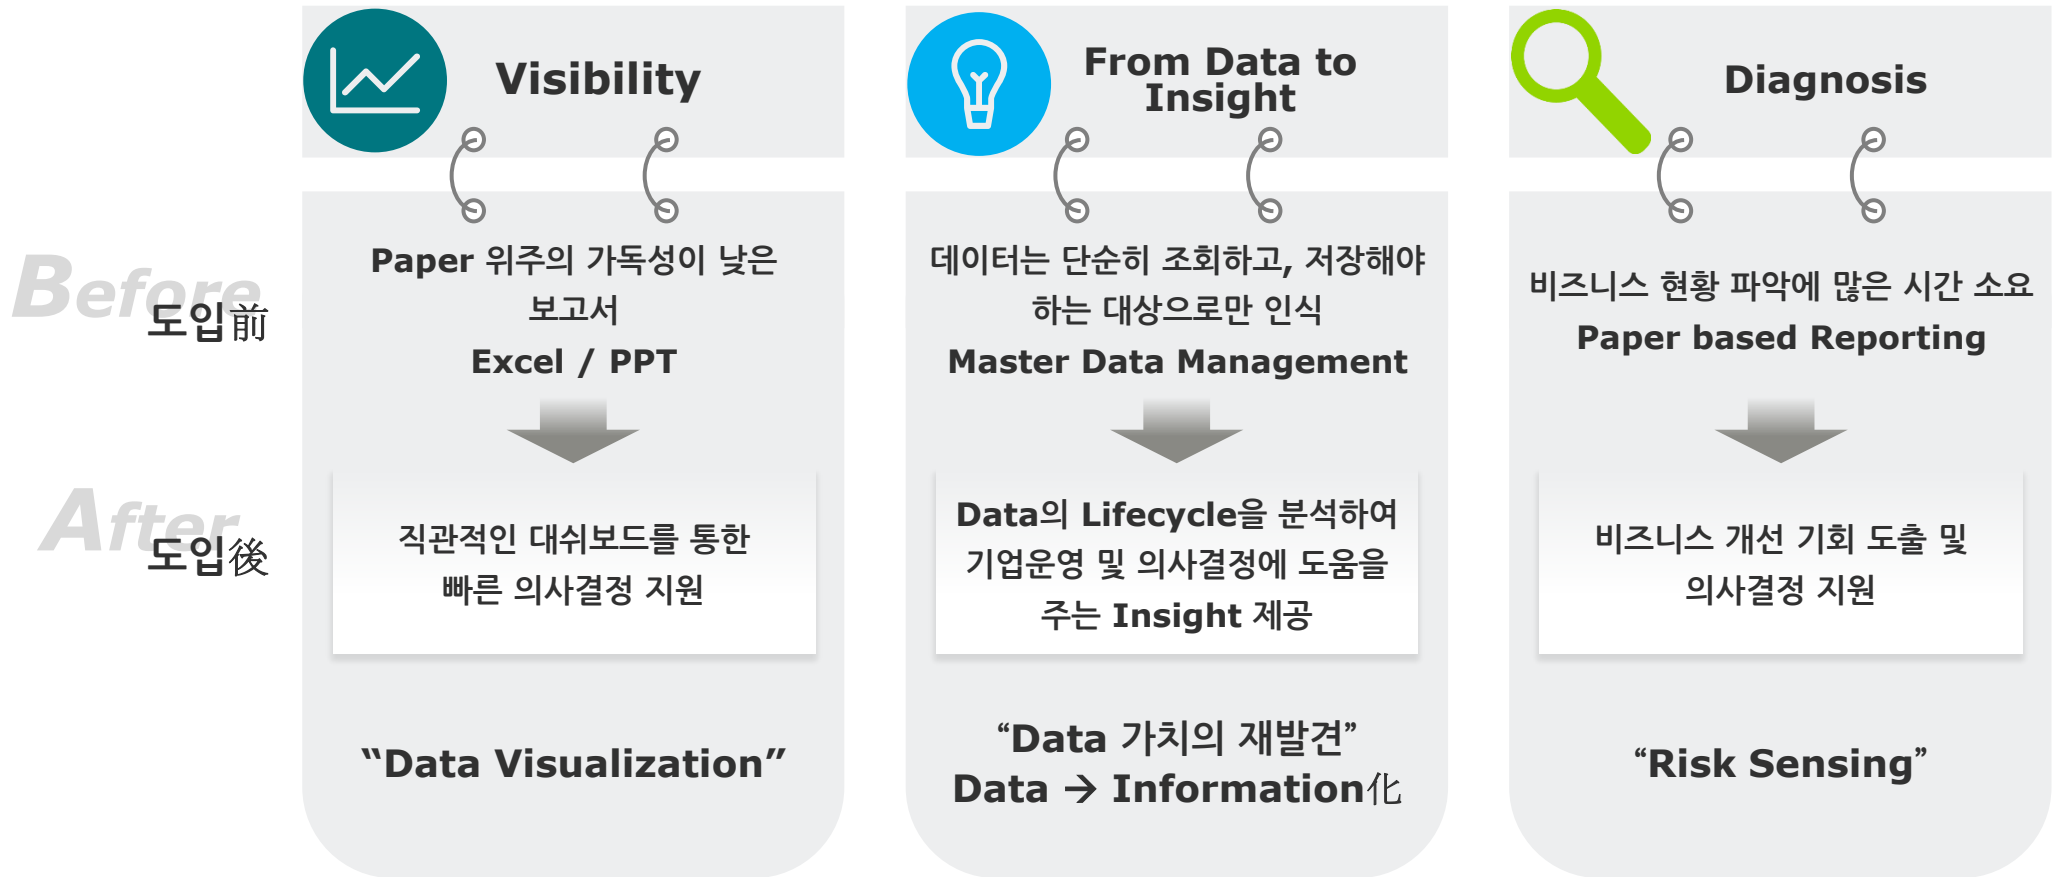 Visibility
From Data to
Insight
Diagnosis
Before
도입前
Paper 위주의 가독성이 낮은
보고서
Excel / PPT
데이터는 단순히 조회하고, 저장해야
하는 대상으로만 인식
Master Data Management
비즈니스 현황 파악에 많은 시간 소요
Paper based Reporting
After
도입後
직관적인 대쉬보드를 통한
빠른 의사결정 지원
Data의 Lifecycle을 분석하여
기업운영 및 의사결정에 도움을
주는 Insight 제공
비즈니스 개선 기회 도출 및
의사결정 지원
“Data Visualization”
“Data 가치의 재발견”
Data → Information化
“Risk Sensing”